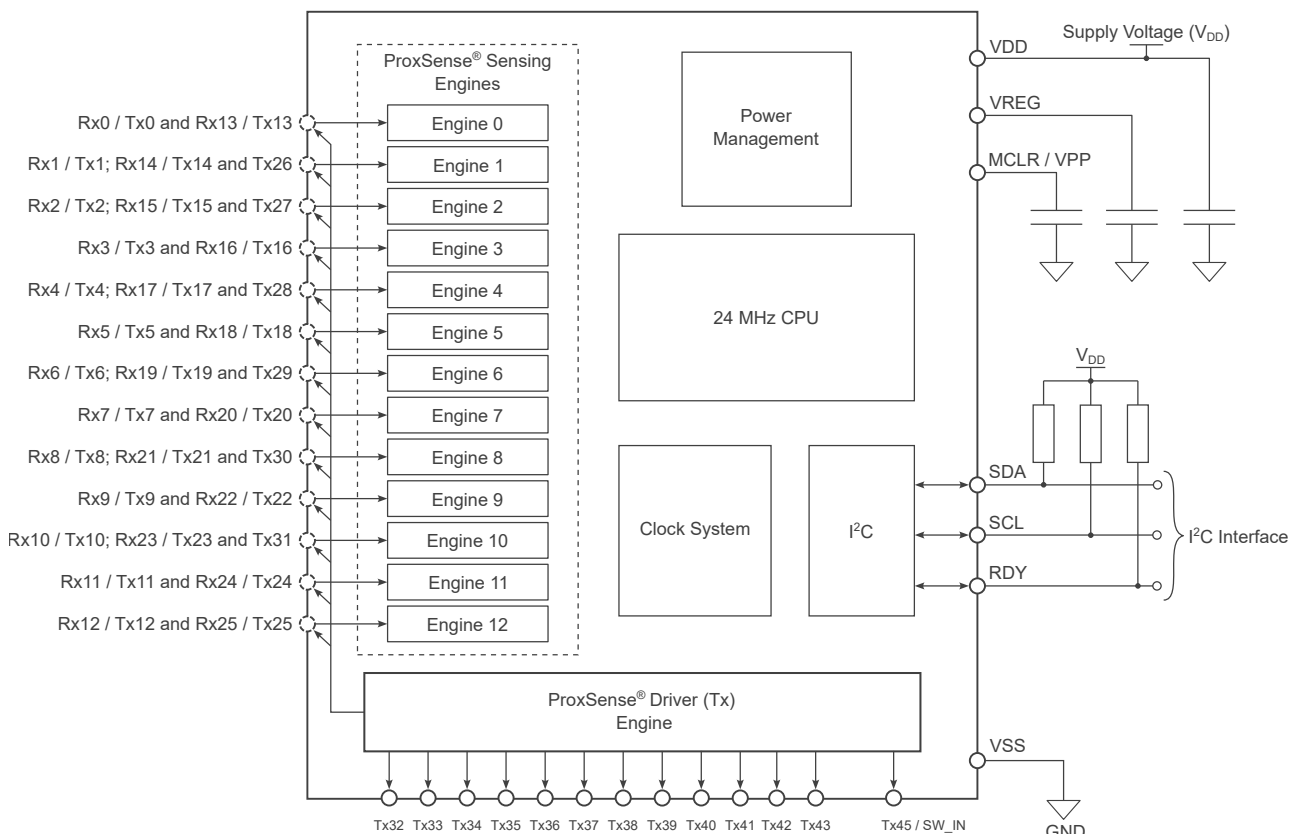 ProxSense® Sensing
Engines
Rx0 / Tx0 and Rx13 / Tx13
Rx1 / Tx1; Rx14 / Tx14 and Tx26
Rx2 / Tx2; Rx15 / Tx15 and Tx27
Rx3 / Tx3 and Rx16 / Tx16
Rx4 / Tx4; Rx17 / Tx17 and Tx28
Rx5 / Tx5 and Rx18 / Tx18
Rx6 / Tx6; Rx19 / Tx19 and Tx29
Rx7 / Tx7 and Rx20 / Tx20
Rx8 / Tx8; Rx21 / Tx21 and Tx30
Rx9 / Tx9 and Rx22 / Tx22
Rx10 / Tx10; Rx23 / Tx23 and Tx31
Rx11 / Tx11 and Rx24 / Tx24
Rx12 / Tx12 and Rx25 / Tx25
Engine 0
Engine 1
Engine 2
Engine 3
Engine 4
Engine 5
Engine 6
Engine 7
Engine 8
Engine 9
Engine 10
Engine 11
Engine 12
Power
Management
24 MHz CPU
Clock System
I²C
VDD
VREG
MCLR / VPP
Supply Voltage (V_DD)
V_DD
SDA
SCL
RDY
I²C Interface
VSS
GND
ProxSense® Driver (Tx)
Engine
Tx32
Tx33
Tx34
Tx35
Tx36
Tx37
Tx38
Tx39
Tx40
Tx41
Tx42
Tx43
Tx45 / SW_IN